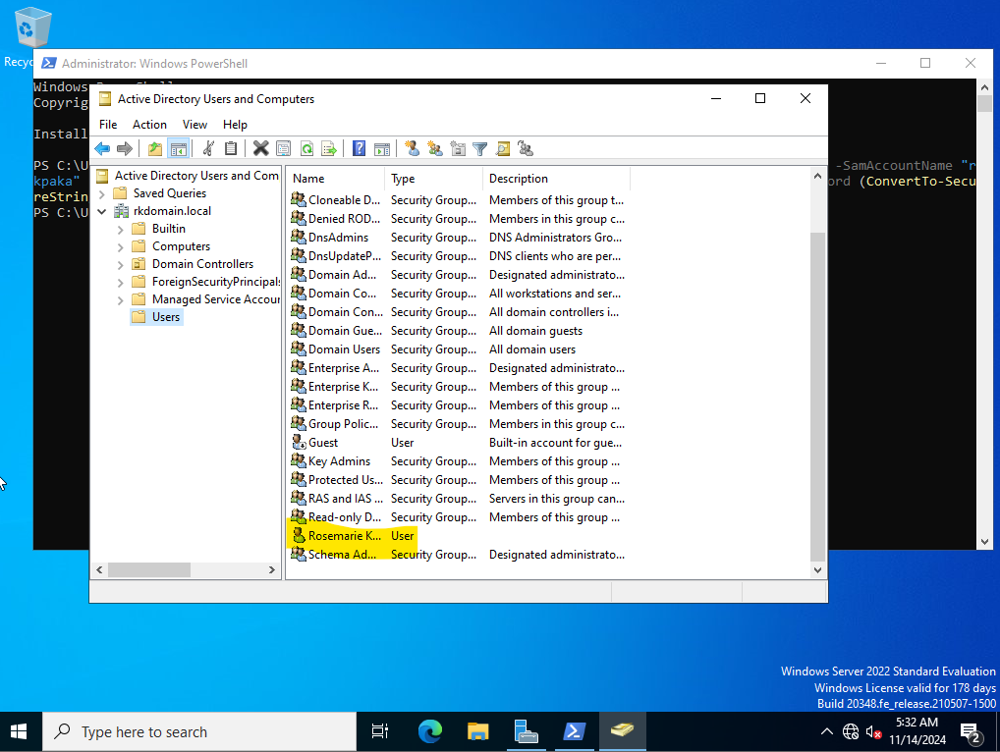 Recyc
Administrator: Windows PowerShell
Windows
Copyrig
Install
PS C:\U -SamAccountName "r
kpaka" ord (ConvertTo-Secu
reStrin
PS C:\U
Active Directory Users and Computers
File Action View Help
Active Directory Users and Com
Saved Queries
rkdomain.local
Builtin
Computers
Domain Controllers
ForeignSecurityPrincipals
Managed Service Accour
Users
Name Type Description
Cloneable D... Security Group... Members of this group t...
Denied ROD... Security Group... Members in this group c...
DnsAdmins Security Group... DNS Administrators Gro...
DnsUpdateP... Security Group... DNS clients who are per...
Domain Ad... Security Group... Designated administrato...
Domain Co... Security Group... All workstations and ser...
Domain Con... Security Group... All domain controllers i...
Domain Gue... Security Group... All domain guests
Domain Users Security Group... All domain users
Enterprise A... Security Group... Designated administrato...
Enterprise K... Security Group... Members of this group ...
Enterprise R... Security Group... Members of this group ...
Group Polic... Security Group... Members in this group c...
Guest User Built-in account for gue...
Key Admins Security Group... Members of this group ...
Protected Us... Security Group... Members of this group ...
RAS and IAS ... Security Group... Servers in this group can...
Read-only D... Security Group... Members of this group ...
Rosemarie K... User
Schema Ad... Security Group... Designated administrato...
Windows Server 2022 Standard Evaluation
Windows License valid for 178 days
Build 20348.fe_release.210507-1500
Type here to search
5:32 AM
11/14/2024
2